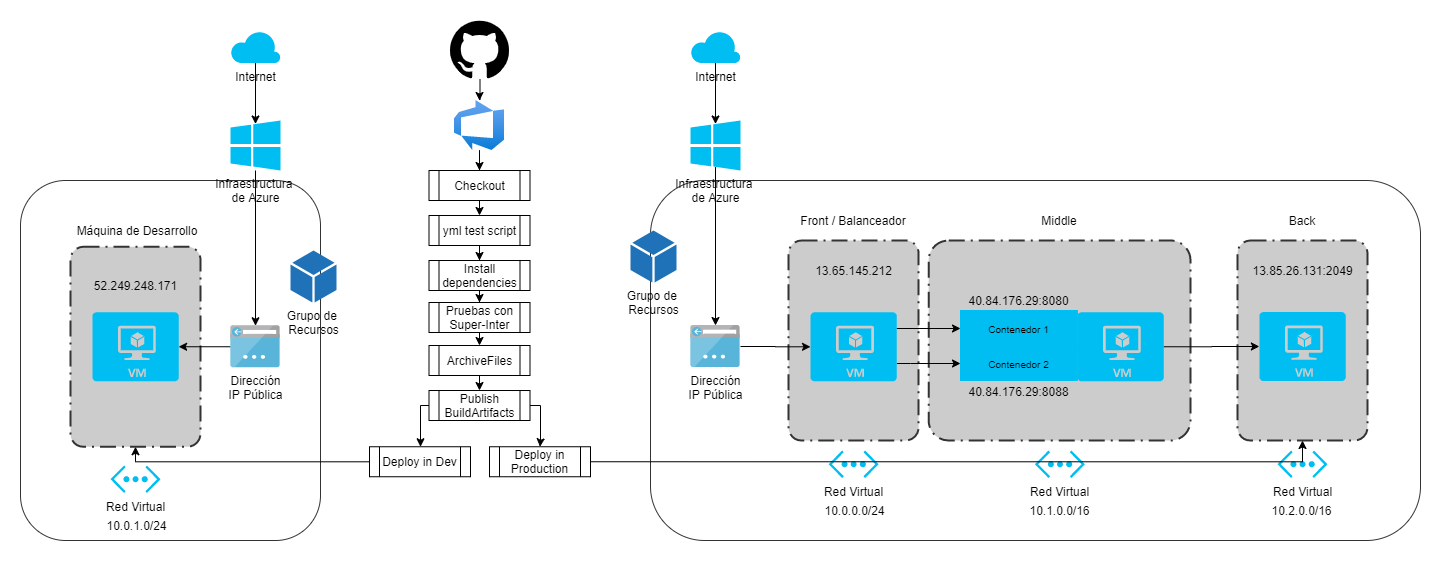 Internet
Infraestructura
de Azure
Máquina de Desarrollo
52.249.248.171
VM
Grupo de
Recursos
Dirección
IP Pública
Red Virtual
10.0.1.0/24
Checkout
yml test script
Install
dependencies
Pruebas con
Super-Inter
ArchiveFiles
Publish
BuildArtifacts
Deploy in Dev
Deploy in
Production
Internet
Infraestructura
de Azure
Grupo de
Recursos
Dirección
IP Pública
Front / Balanceador
13.65.145.212
VM
Red Virtual
10.0.0.0/24
Middle
40.84.176.29:8080
Contenedor 1
Contenedor 2
VM
40.84.176.29:8088
Red Virtual
10.1.0.0/16
Back
13.85.26.131:2049
VM
Red Virtual
10.2.0.0/16